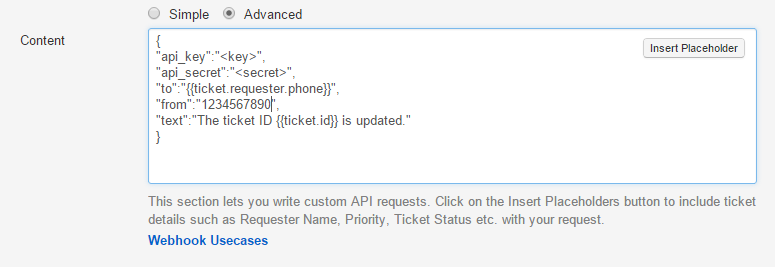 Simple Advanced
Content
{
"api_key":"<key>",
"api_secret":"<secret>",
"to":"{{ticket.requester.phone}}",
"from":"1234567890",
"text":"The ticket ID {{ticket.id}} is updated."
}
Insert Placeholder
This section lets you write custom API requests. Click on the Insert Placeholders button to include ticket
details such as Requester Name, Priority, Ticket Status etc. with your request.
Webhook Usecases